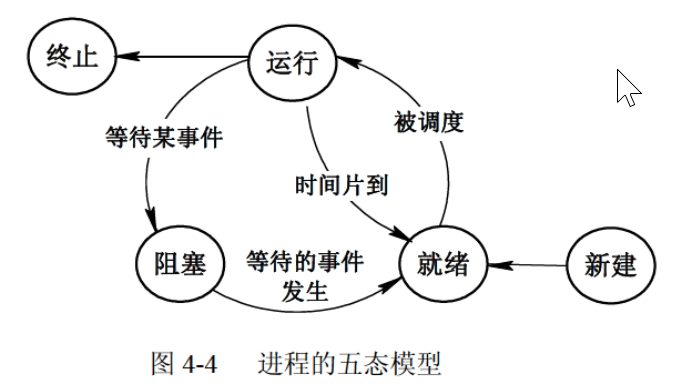 终止
运行
等待某事件
被调度
时间片到
阻塞
等待的事件
发生
就绪
新建
图 4-4 进程的五态模型